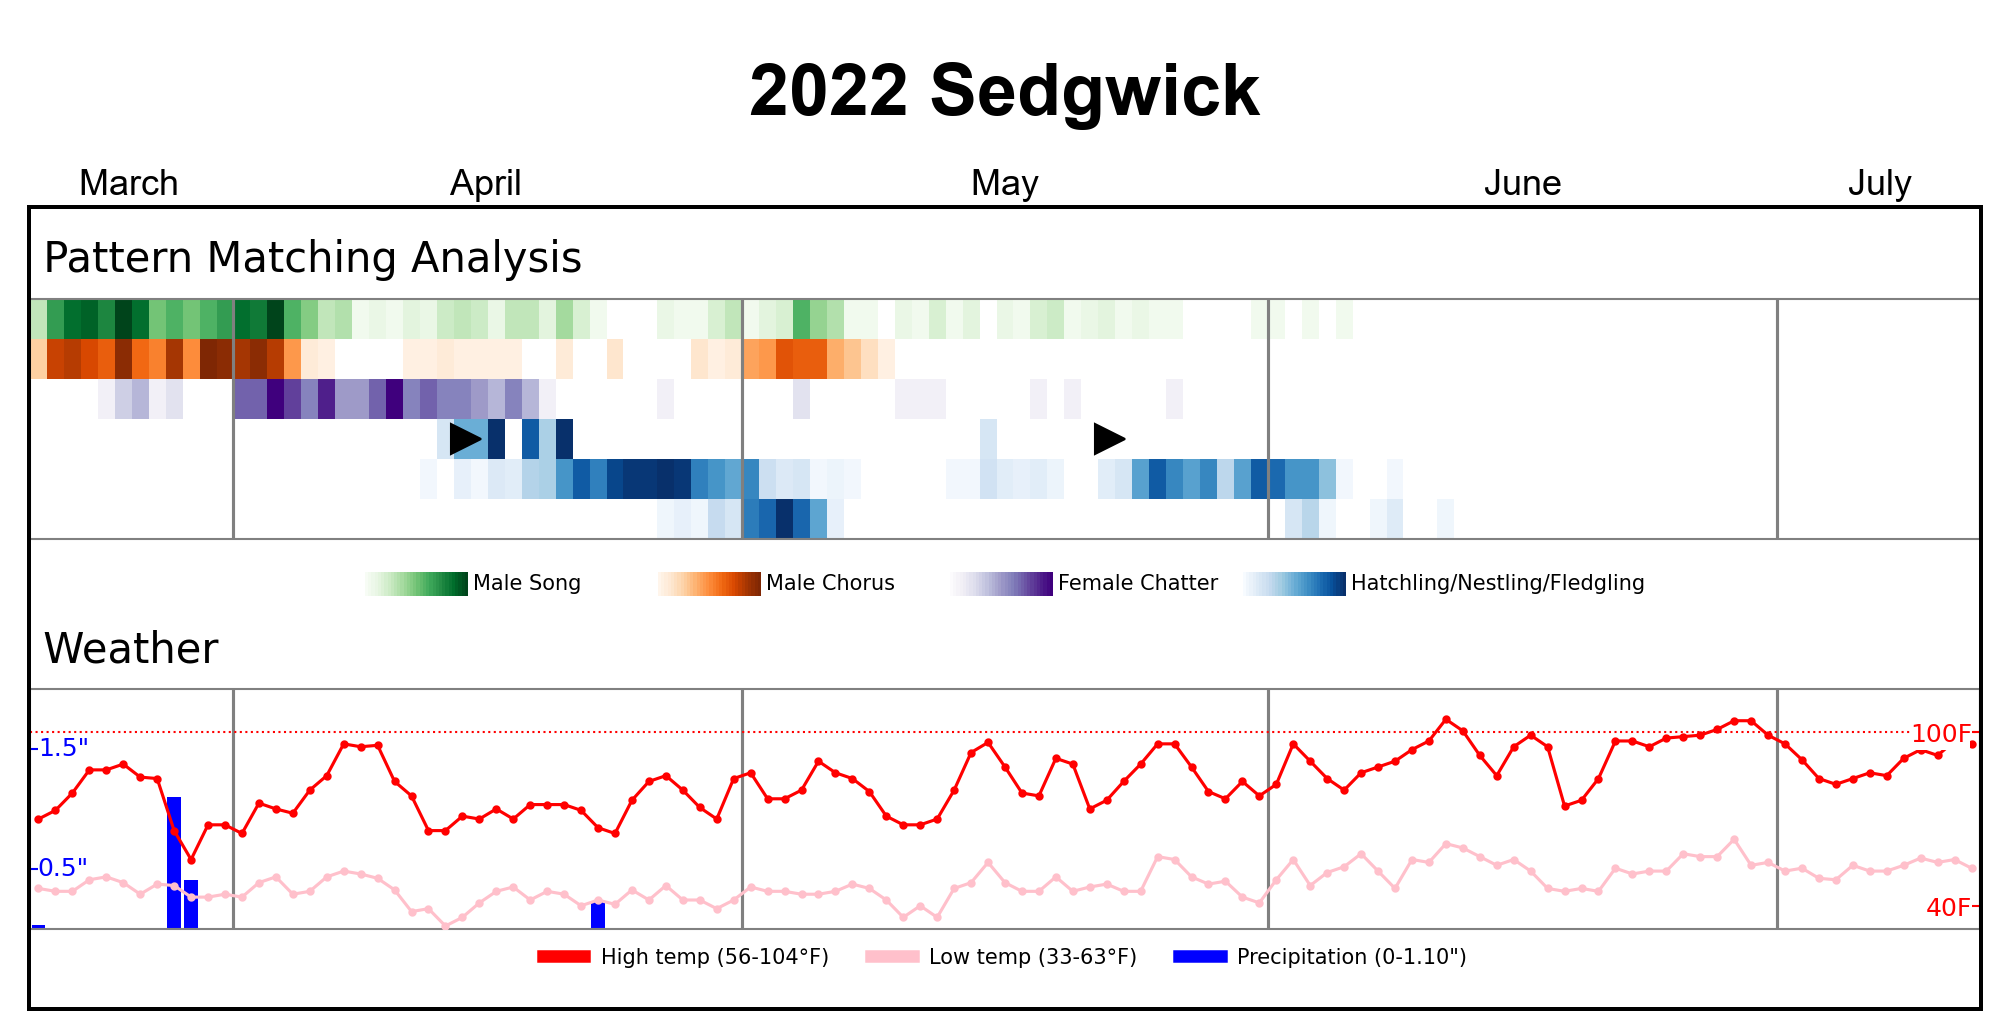 2022 Sedgwick
March April May June July
Pattern Matching Analysis
Male Song Male Chorus Female Chatter Hatchling/Nestling/Fledgling
Weather
100F
1.5"
0.5"
40F
High temp (56-104°F) Low temp (33-63°F) Precipitation (0-1.10")